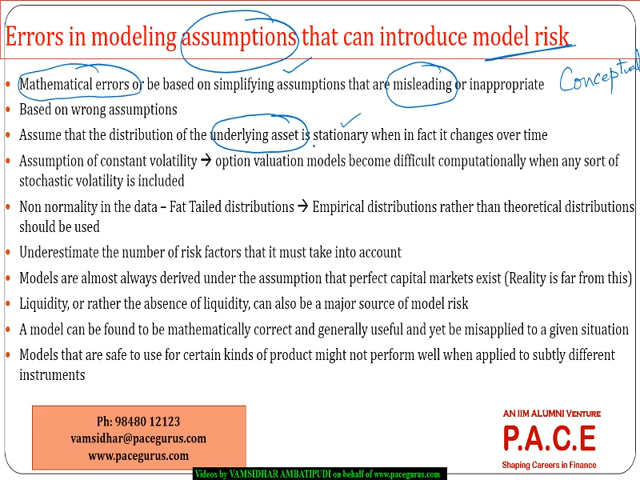 Errors in modeling assumptions that can introduce model risk
• Mathematical errors or be based on simplifying assumptions that are misleading or inappropriate
Conceptual
• Based on wrong assumptions
• Assume that the distribution of the underlying asset is stationary when in fact it changes over time
• Assumption of constant volatility → option valuation models become difficult computationally when any sort of
stochastic volatility is included
• Non normality in the data – Fat Tailed distributions → Empirical distributions rather than theoretical distributions
should be used
• Underestimate the number of risk factors that it must take into account
• Models are almost always derived under the assumption that perfect capital markets exist (Reality is far from this)
• Liquidity, or rather the absence of liquidity, can also be a major source of model risk
• A model can be found to be mathematically correct and generally useful and yet be misapplied to a given situation
• Models that are safe to use for certain kinds of product might not perform well when applied to subtly different
instruments
Ph: 98480 12123
vamsidhar@pacegurus.com
www.pacegurus.com
AN IIM ALUMNI VENTURE
P.A.C.E
Shaping Careers in Finance
Videos by VAMSIDHAR AMBATIPUDI on behalf of www.pacegurus.com